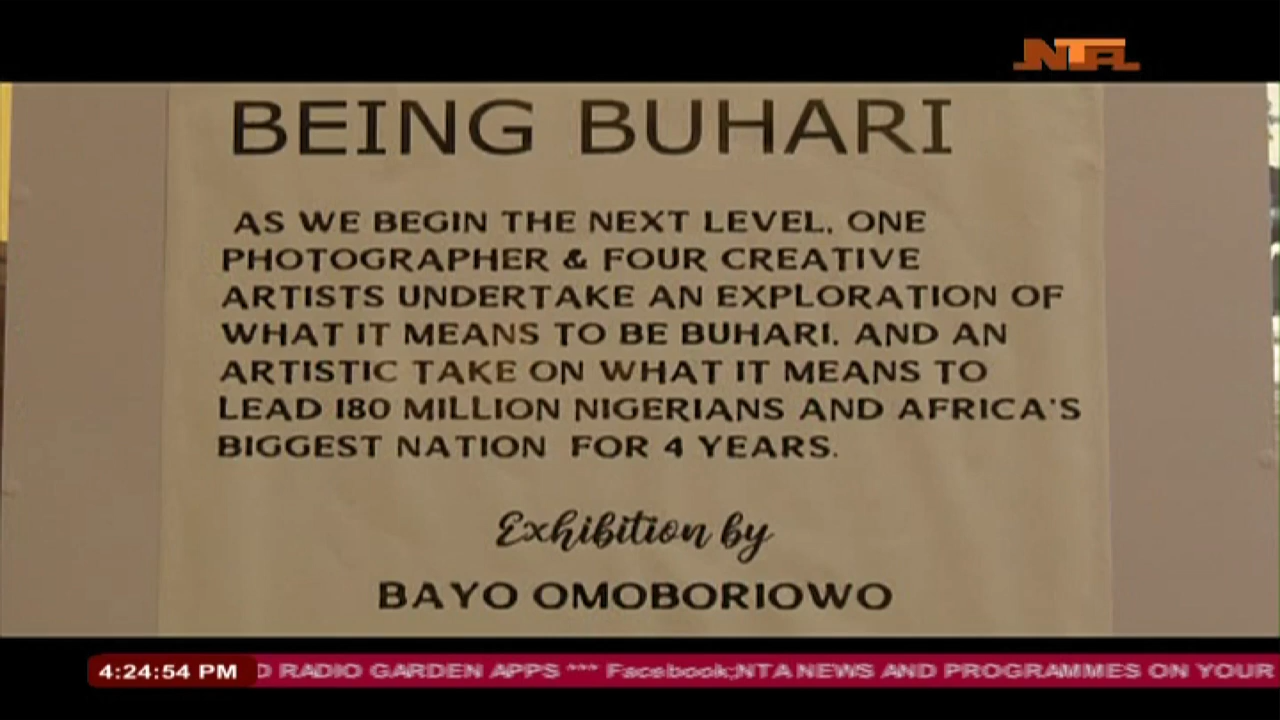 NTA
BEING BUHARI
AS WE BEGIN THE NEXT LEVEL, ONE
PHOTOGRAPHER & FOUR CREATIVE
ARTISTS UNDERTAKE AN EXPLORATION OF
WHAT IT MEANS TO BE BUHARI. AND AN
ARTISTIC TAKE ON WHAT IT MEANS TO
LEAD 180 MILLION NIGERIANS AND AFRICA'S
BIGGEST NATION FOR 4 YEARS.
Exhibition by
BAYO OMOBORIOWO
4:24:54 PM D RADIO GARDEN APPS *** Facebook;NTA NEWS AND PROGRAMMES ON YOUR